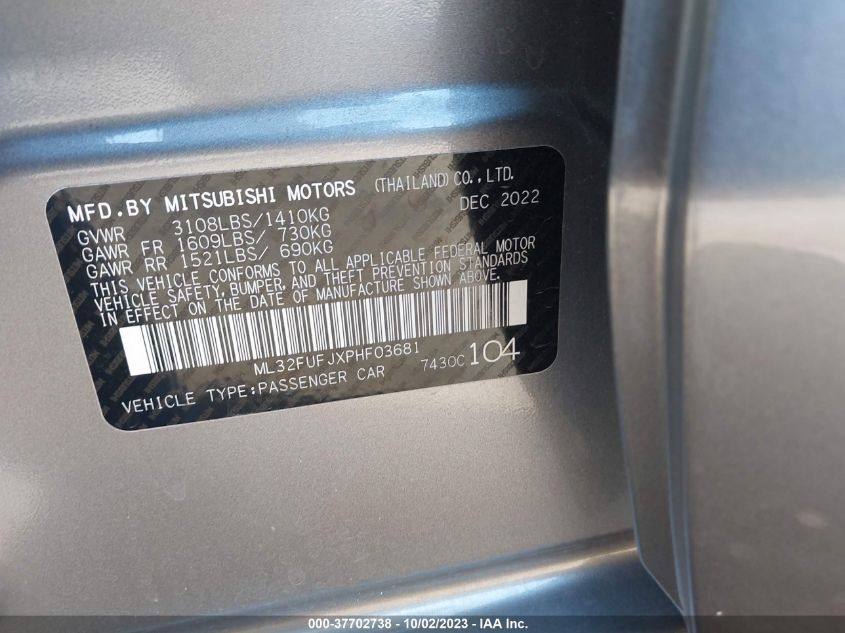 MFD.BY MITSUBISHI MOTORS (THAILAND)CO.,LTD.
DEC 2022
GVWR 3108LBS/1410KG
GAWR FR 1609LBS/ 730KG
GAWR RR 1521LBS/ 690KG
THIS VEHICLE CONFORMS TO ALL APPLICABLE FEDERAL MOTOR
VEHICLE SAFETY, BUMPER, AND THEFT PREVENTION STANDARDS
IN EFFECT ON THE DATE OF MANUFACTURE SHOWN ABOVE.
ML32FUFJXPHF03681
7430C 104
VEHICLE TYPE:PASSENGER CAR
000-37702738 - 10/02/2023 - IAA Inc.